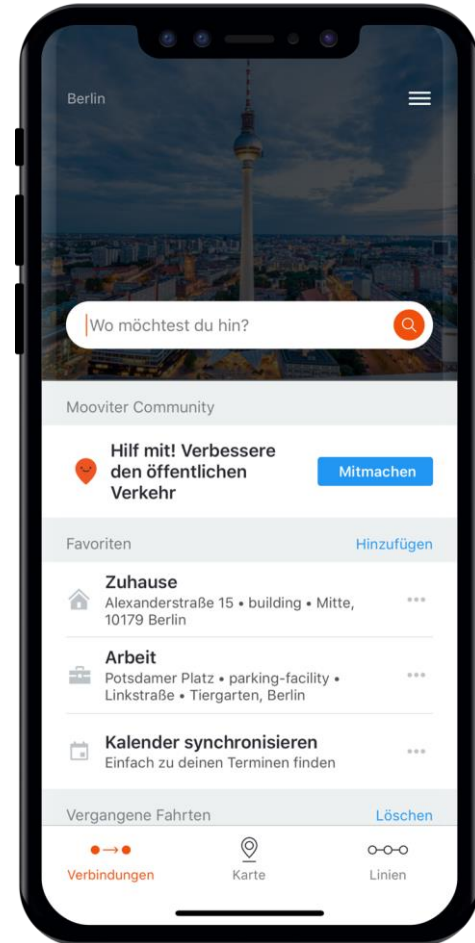 Berlin
Wo möchtest du hin?
Mooviter Community
Hilf mit! Verbessere
den öffentlichen
Verkehr
Mitmachen
Favoriten
Hinzufügen
Zuhause
Alexanderstraße 15 • building • Mitte,
10179 Berlin
Arbeit
Potsdamer Platz • parking-facility •
Linkstraße • Tiergarten, Berlin
Kalender synchronisieren
Einfach zu deinen Terminen finden
Vergangene Fahrten
Löschen
Verbindungen
Karte
Linien